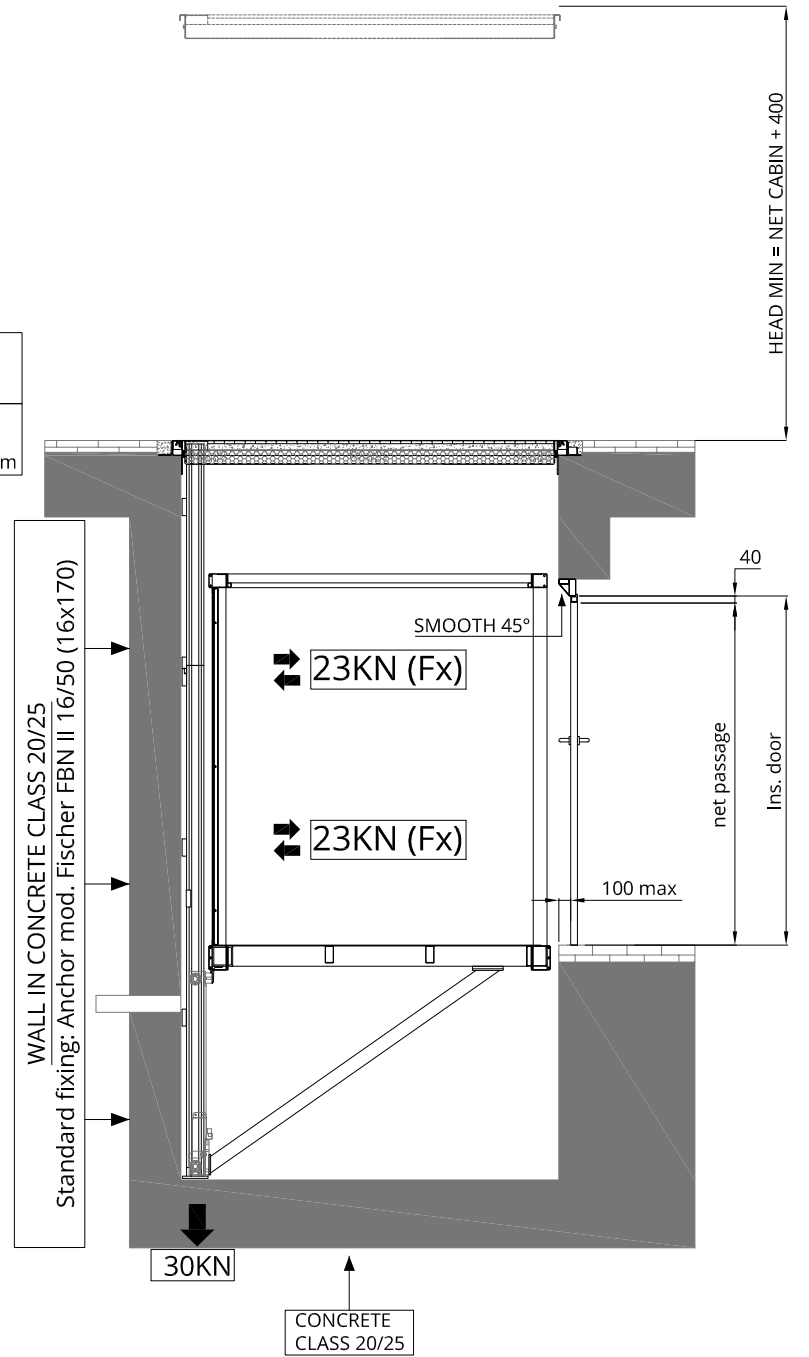 HEAD MIN = NET CABIN + 400
m
WALL IN CONCRETE CLASS 20/25
Standard fixing: Anchor mod. Fischer FBN II 16/50 (16x170)
40
SMOOTH 45°
23KN (Fx)
net passage
Ins. door
23KN (Fx)
100 max
30KN
CONCRETE
CLASS 20/25